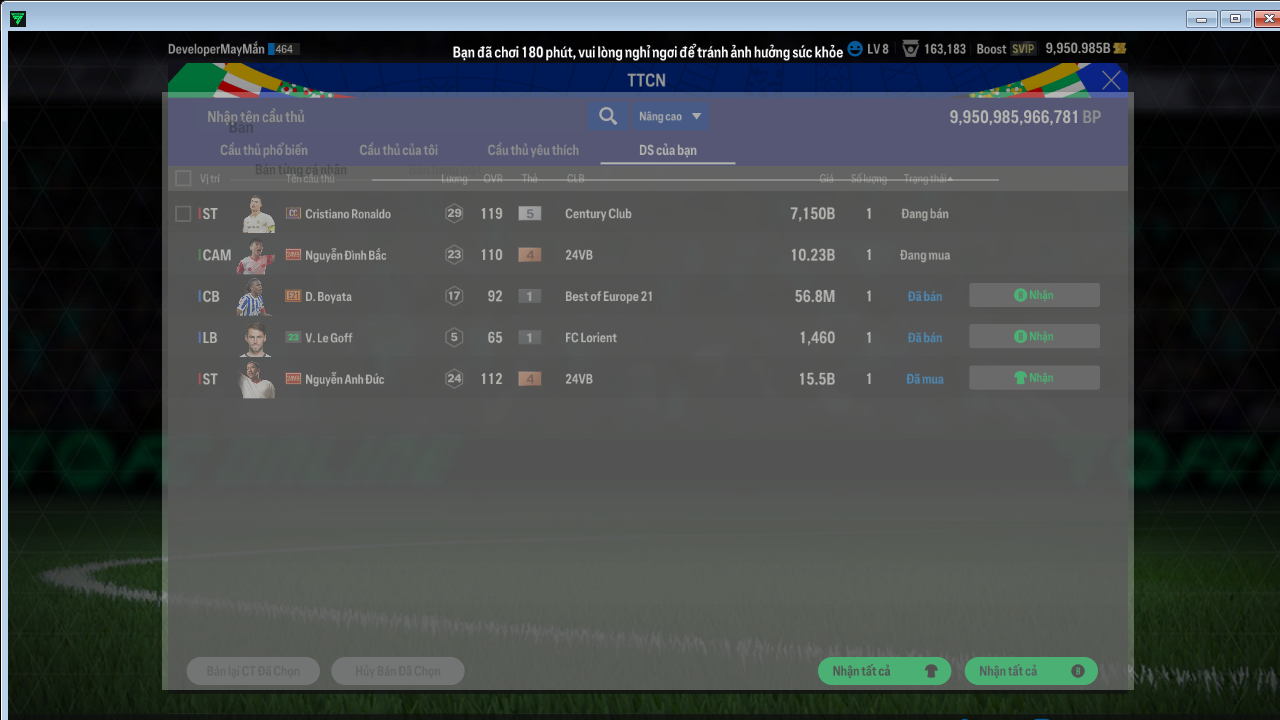 DeveloperMayMắn 464
Bạn đã chơi 180 phút, vui lòng nghỉ ngơi để tránh ảnh hưởng sức khỏe
LV 8 163,183 Boost SVIP 9,950.985B
TTCN
Nhập tên cầu thủ
Nâng cao
9,950,985,966,781 BP
Bán
Cầu thủ phổ biến Cầu thủ của tôi Cầu thủ yêu thích DS của bạn
Bán từng cá nhân
Vị trí Tên cầu thủ Lương OVR Thẻ CLB Giá Số lượng Trạng thái
ST CC Cristiano Ronaldo 29 119 5 Century Club 7,150B 1 Đang bán
CAM Nguyễn Đình Bắc 23 110 4 24VB 10.23B 1 Đang mua
CB D. Boyata 17 92 1 Best of Europe 21 56.8M 1 Đã bán Nhận
LB 23 V. Le Goff 5 65 1 FC Lorient 1,460 1 Đã bán Nhận
ST Nguyễn Anh Đức 24 112 4 24VB 15.5B 1 Đã mua Nhận
Bán lại CT Đã Chọn Hủy Bán Đã Chọn Nhận tất cả Nhận tất cả